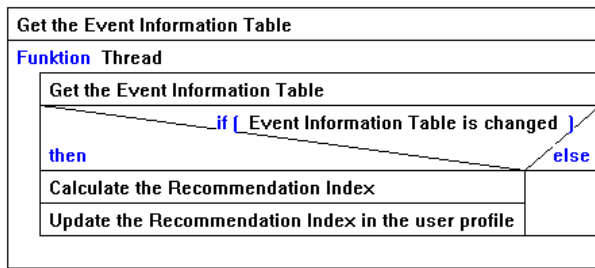 Get the Event Information Table
Funktion Thread
Get the Event Information Table
if ( Event Information Table is changed )
then else
Calculate the Recommendation Index
Update the Recommendation Index in the user profile